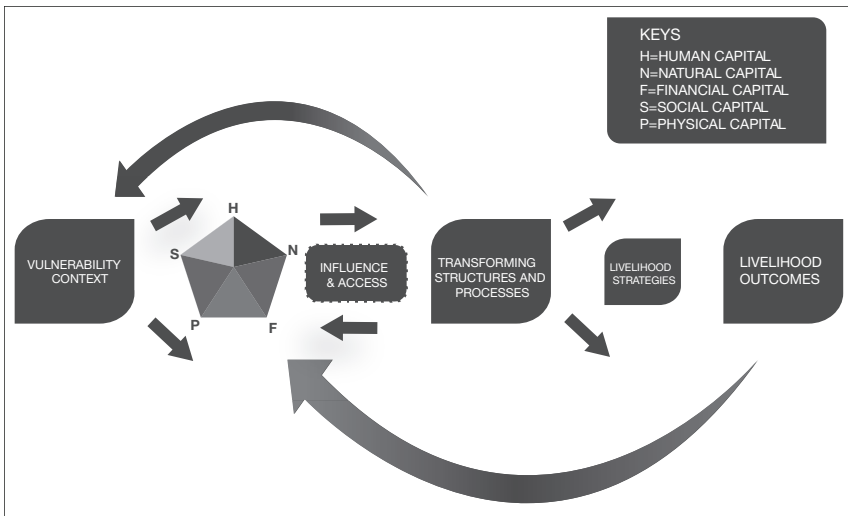 KEYS
H=HUMAN CAPITAL
N=NATURAL CAPITAL
F=FINANCIAL CAPITAL
S=SOCIAL CAPITAL
P=PHYSICAL CAPITAL
VULNERABILITY
CONTEXT
H
S
N
P
F
INFLUENCE
& ACCESS
TRANSFORMING
STRUCTURES AND
PROCESSES
LIVELIHOOD
STRATEGIES
LIVELIHOOD
OUTCOMES